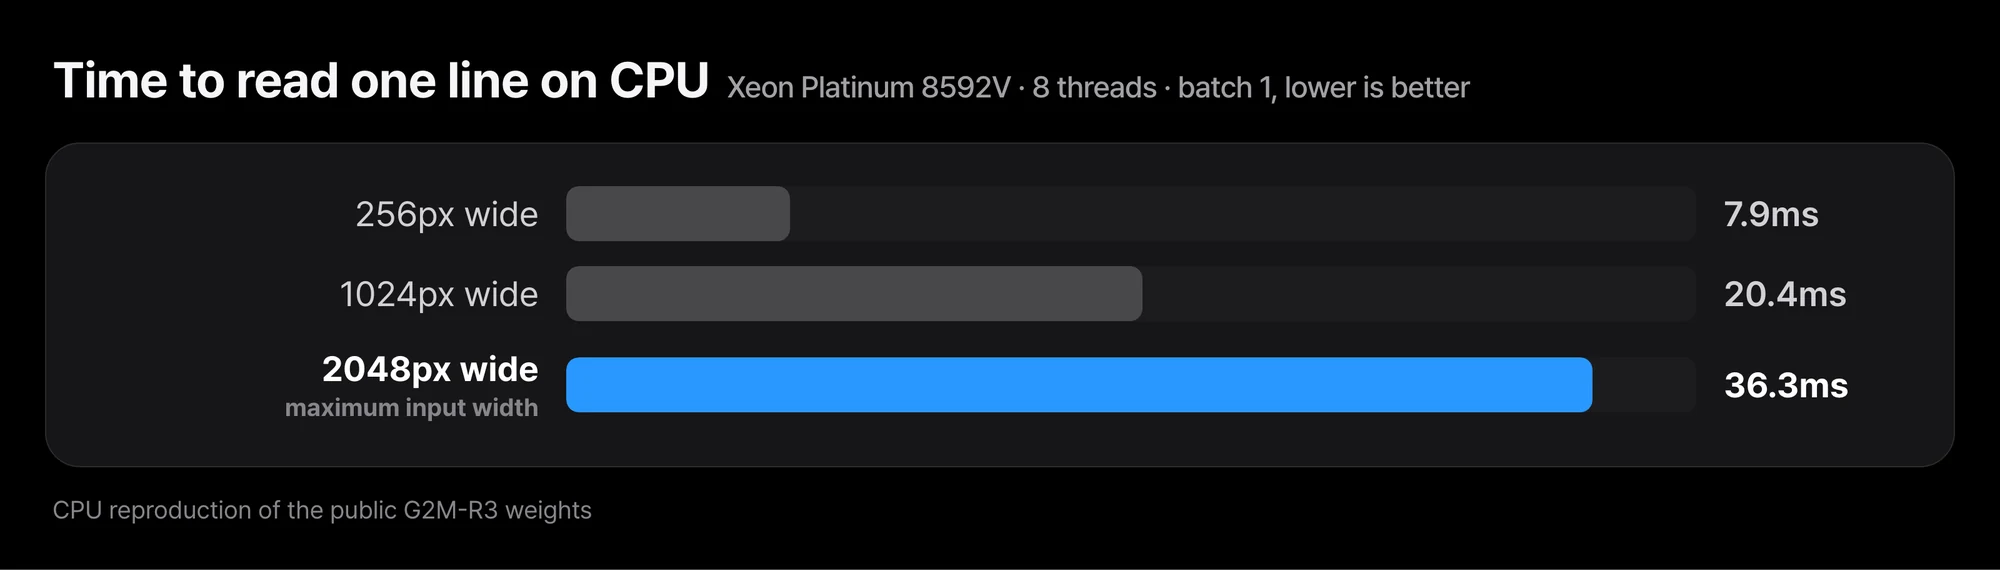 Time to read one line on CPU Xeon Platinum 8592V · 8 threads · batch 1, lower is better
256px wide 7.9ms
1024px wide 20.4ms
2048px wide 36.3ms
maximum input width
CPU reproduction of the public G2M-R3 weights